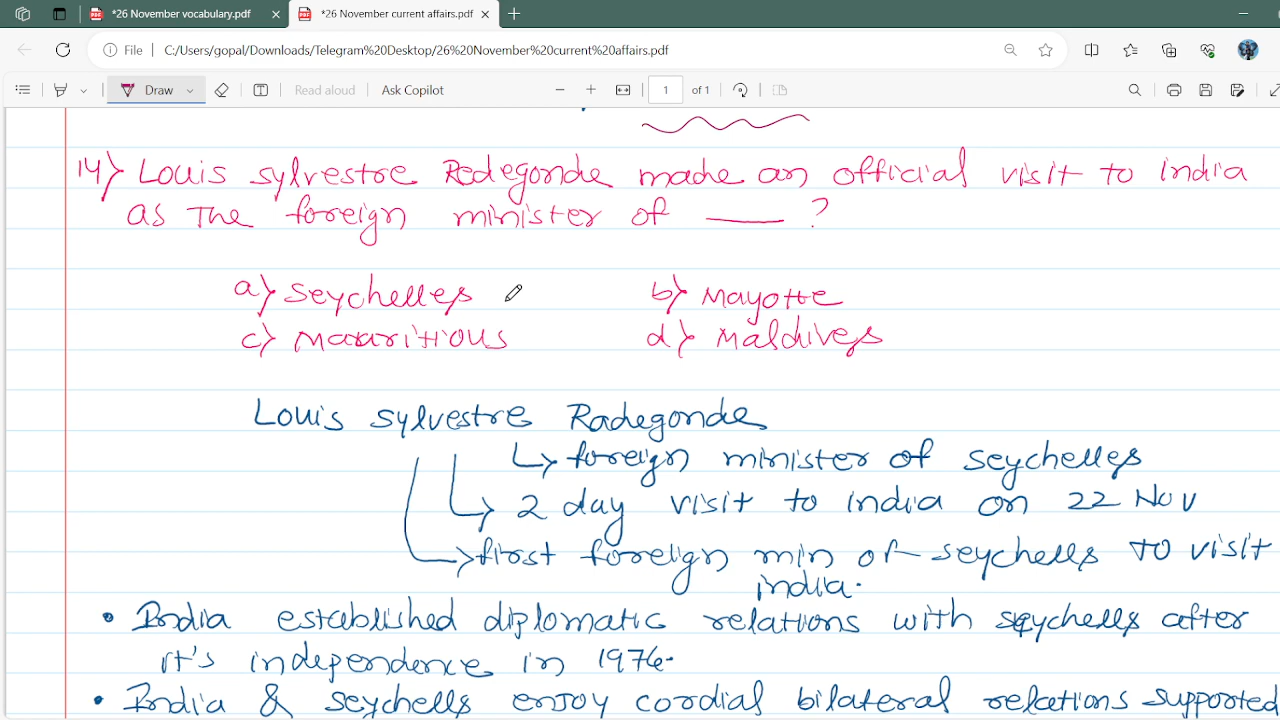 *26 November vocabulary.pdf
*26 November current affairs.pdf
File C:/Users/gopal/Downloads/Telegram%20Desktop/26%20November%20current%20affairs.pdf
Draw Read aloud Ask Copilot 1 of 1
14) Louis sylvestre Redegonde made an official visit to india
as The foreign minister of ____ ?
a) seychelles b) Mayotte
c) mauritious d) Maldives
Louis sylvestre Radegonde
foreign minister of seychelles
2 day visit to india on 22 Nov
first foreign min of seychells TO visit
india.
• India established diplomatic relations with seychells after
it's independence in 1976.
• India & seychells enjoy cordial bilateral relations supported